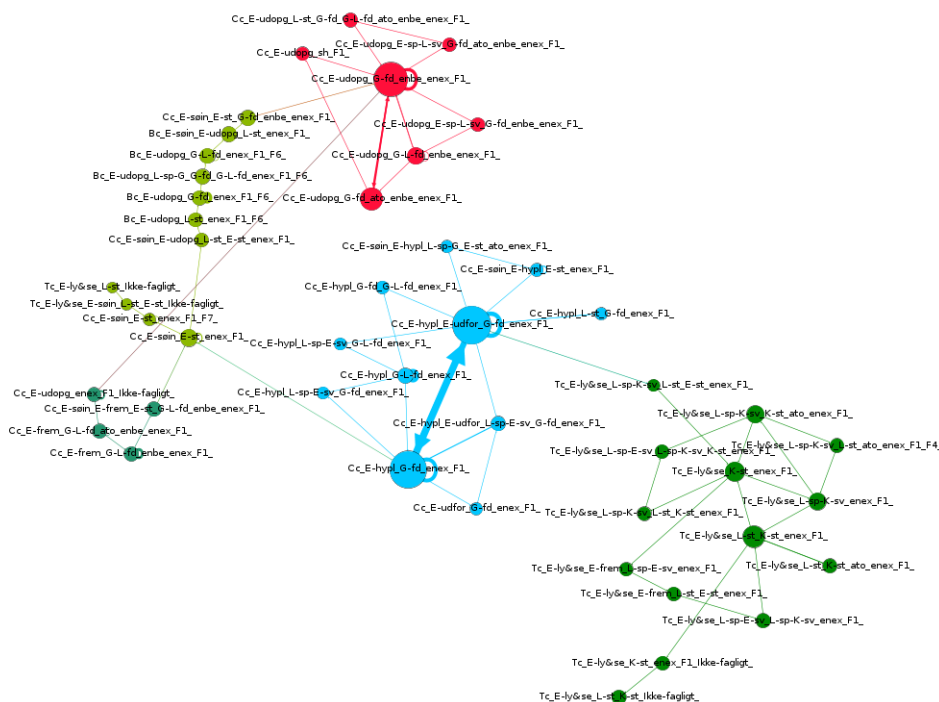 Cc_E-udopg_L-st_G-fd_G-L-fd_ato_enbe_enex_F1_
Cc_E-udopg_E-sp-L-sv_G-fd_ato_enbe_enex_F1_
Cc_E-udopg_sh_F1_
Cc_E-udopg_G-fd_enbe_enex_F1_
Cc_E-søin_E-st_G-fd_enbe_enex_F1_
Cc_E-udopg_E-sp-L-sv_G-fd_enbe_enex_F1_
Bc_E-søin_E-udopg_L-st_enex_F1_
Bc_E-udopg_G-L-fd_enex_F1_F6_
Cc_E-udopg_G-L-fd_enbe_enex_F1_
Bc_E-udopg_L-sp-G_G-fd_G-L-fd_enex_F1_F6_
Bc_E-udopg_G-fd_enex_F1_F6_
Cc_E-udopg_G-fd_ato_enbe_enex_F1_
Bc_E-udopg_L-st_enex_F1_F6_
Cc_E-søin_E-udopg_L-st_E-st_enex_F1_
Cc_E-søin_E-hypl_L-sp-G_E-st_ato_enex_F1_
Cc_E-søin_E-hypl_E-st_enex_F1_
Tc_E-ly&se_L-st_Ikke-fagligt_
Cc_E-hypl_G-fd_G-L-fd_enex_F1_
Tc_E-ly&se_E-søin_L-st_E-st_Ikke-fagligt_
Cc_E-hypl_L-st_G-fd_enex_F1_
Cc_E-søin_E-st_enex_F1_F7_
Cc_E-hypl_E-udfor_G-fd_enex_F1_
Cc_E-søin_E-st_enex_F1_
Cc_E-hypl_L-sp-E-sv_G-L-fd_enex_F1_
Cc_E-hypl_G-L-fd_enex_F1_
Tc_E-ly&se_L-sp-K-sv_L-st_E-st_enex_F1_
Cc_E-udopg_enex_F1_Ikke-fagligt_
Cc_E-hypl_L-sp-E-sv_G-fd_enex_F1_
Cc_E-søin_E-frem_E-st_G-L-fd_enbe_enex_F1_
Tc_E-ly&se_L-sp-K-sv_K-st_ato_enex_F1_
Cc_E-hypl_E-udfor_L-sp-E-sv_G-fd_enex_F1_
Cc_E-frem_G-L-fd_ato_enbe_enex_F1_
Tc_E-ly&se_L-sp-K-sv_L-st_ato_enex_F1_F4_
Cc_E-frem_G-L-fd_enbe_enex_F1_
Tc_E-ly&se_L-sp-E-sv_L-sp-K-sv_K-st_enex_F1_
Cc_E-hypl_G-fd_enex_F1_
Tc_E-ly&se_K-st_enex_F1_
Tc_E-ly&se_L-sp-K-sv_enex_F1_
Cc_E-udfor_G-fd_enex_F1_
Tc_E-ly&se_L-sp-K-sv_L-st_K-st_enex_F1_
Tc_E-ly&se_L-st_K-st_enex_F1_
Tc_E-ly&se_L-st_K-st_ato_enex_F1_
Tc_E-ly&se_E-frem_L-sp-E-sv_enex_F1_
Tc_E-ly&se_E-frem_L-st_E-st_enex_F1_
Tc_E-ly&se_L-sp-E-sv_L-sp-K-sv_enex_F1_
Tc_E-ly&se_K-st_enex_F1_Ikke-fagligt_
Tc_E-ly&se_L-st_K-st_Ikke-fagligt_